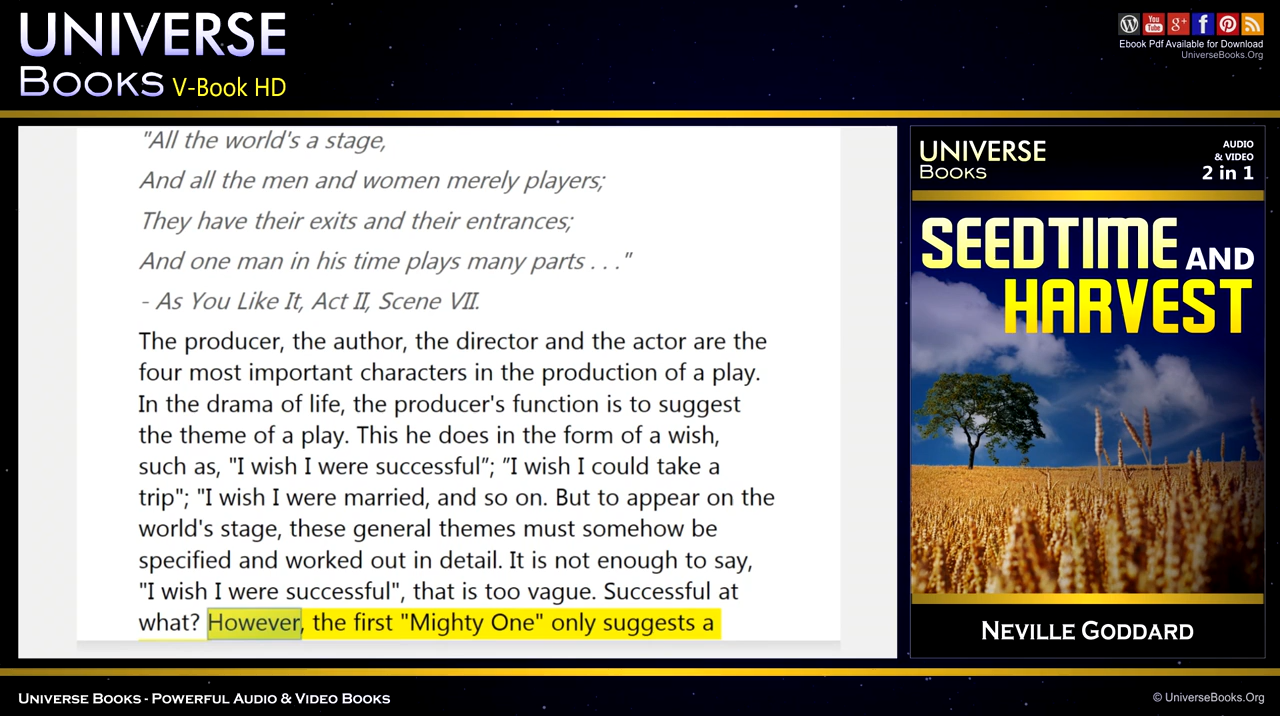 UNIVERSE
BOOKS V-Book HD
Ebook Pdf Available for Download
UniverseBooks.Org
"All the world's a stage,
And all the men and women merely players;
They have their exits and their entrances;
And one man in his time plays many parts . . ."
- As You Like It, Act II, Scene VII.
The producer, the author, the director and the actor are the
four most important characters in the production of a play.
In the drama of life, the producer's function is to suggest
the theme of a play. This he does in the form of a wish,
such as, "I wish I were successful"; "I wish I could take a
trip"; "I wish I were married, and so on. But to appear on the
world's stage, these general themes must somehow be
specified and worked out in detail. It is not enough to say,
"I wish I were successful", that is too vague. Successful at
what? However, the first "Mighty One" only suggests a
UNIVERSE
BOOKS
AUDIO
& VIDEO
2 in 1
SEEDTIME AND
HARVEST
NEVILLE GODDARD
UNIVERSE BOOKS - POWERFUL AUDIO & VIDEO BOOKS
© UniverseBooks.Org